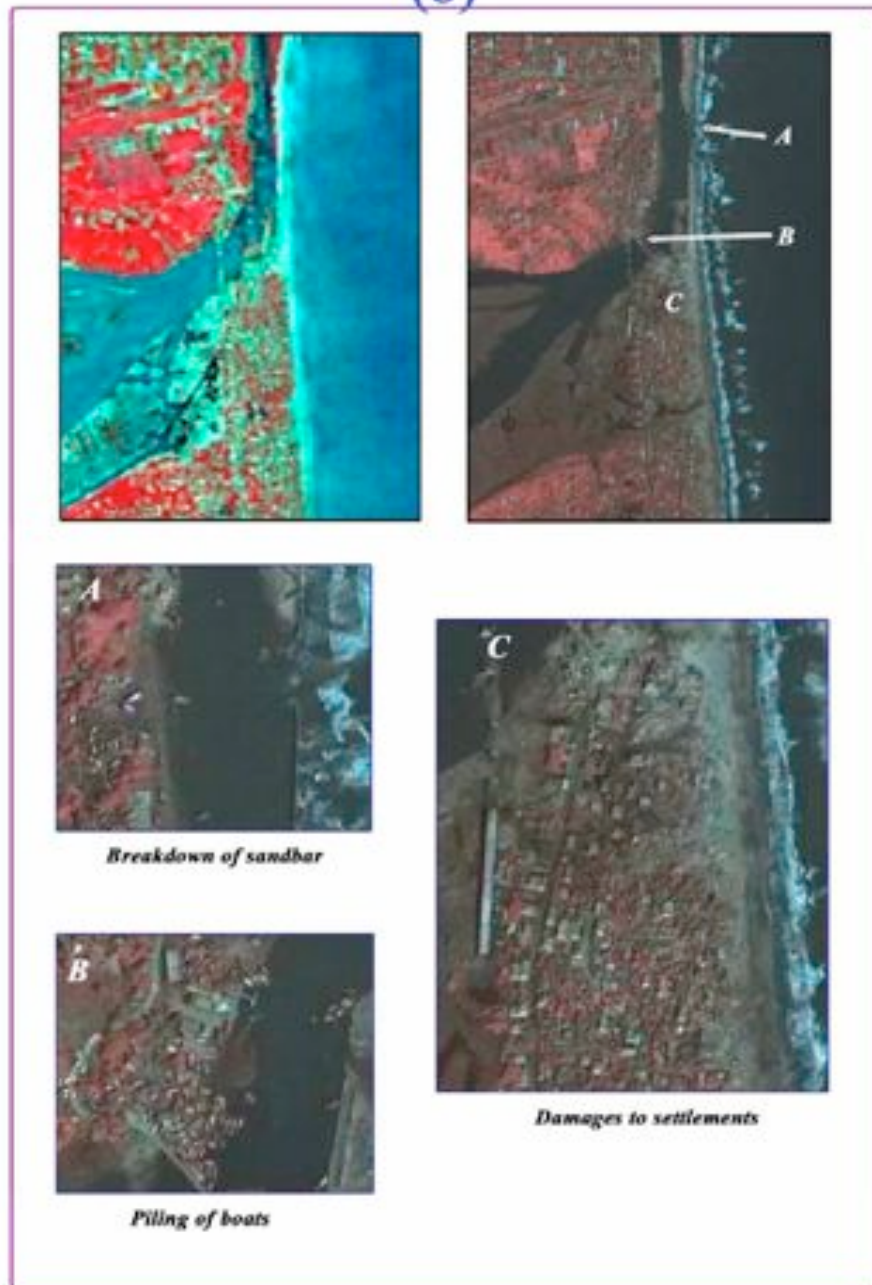 A
B
C
A
Breakdown of sandbar
C
B
Piling of boats
Damages to settlements